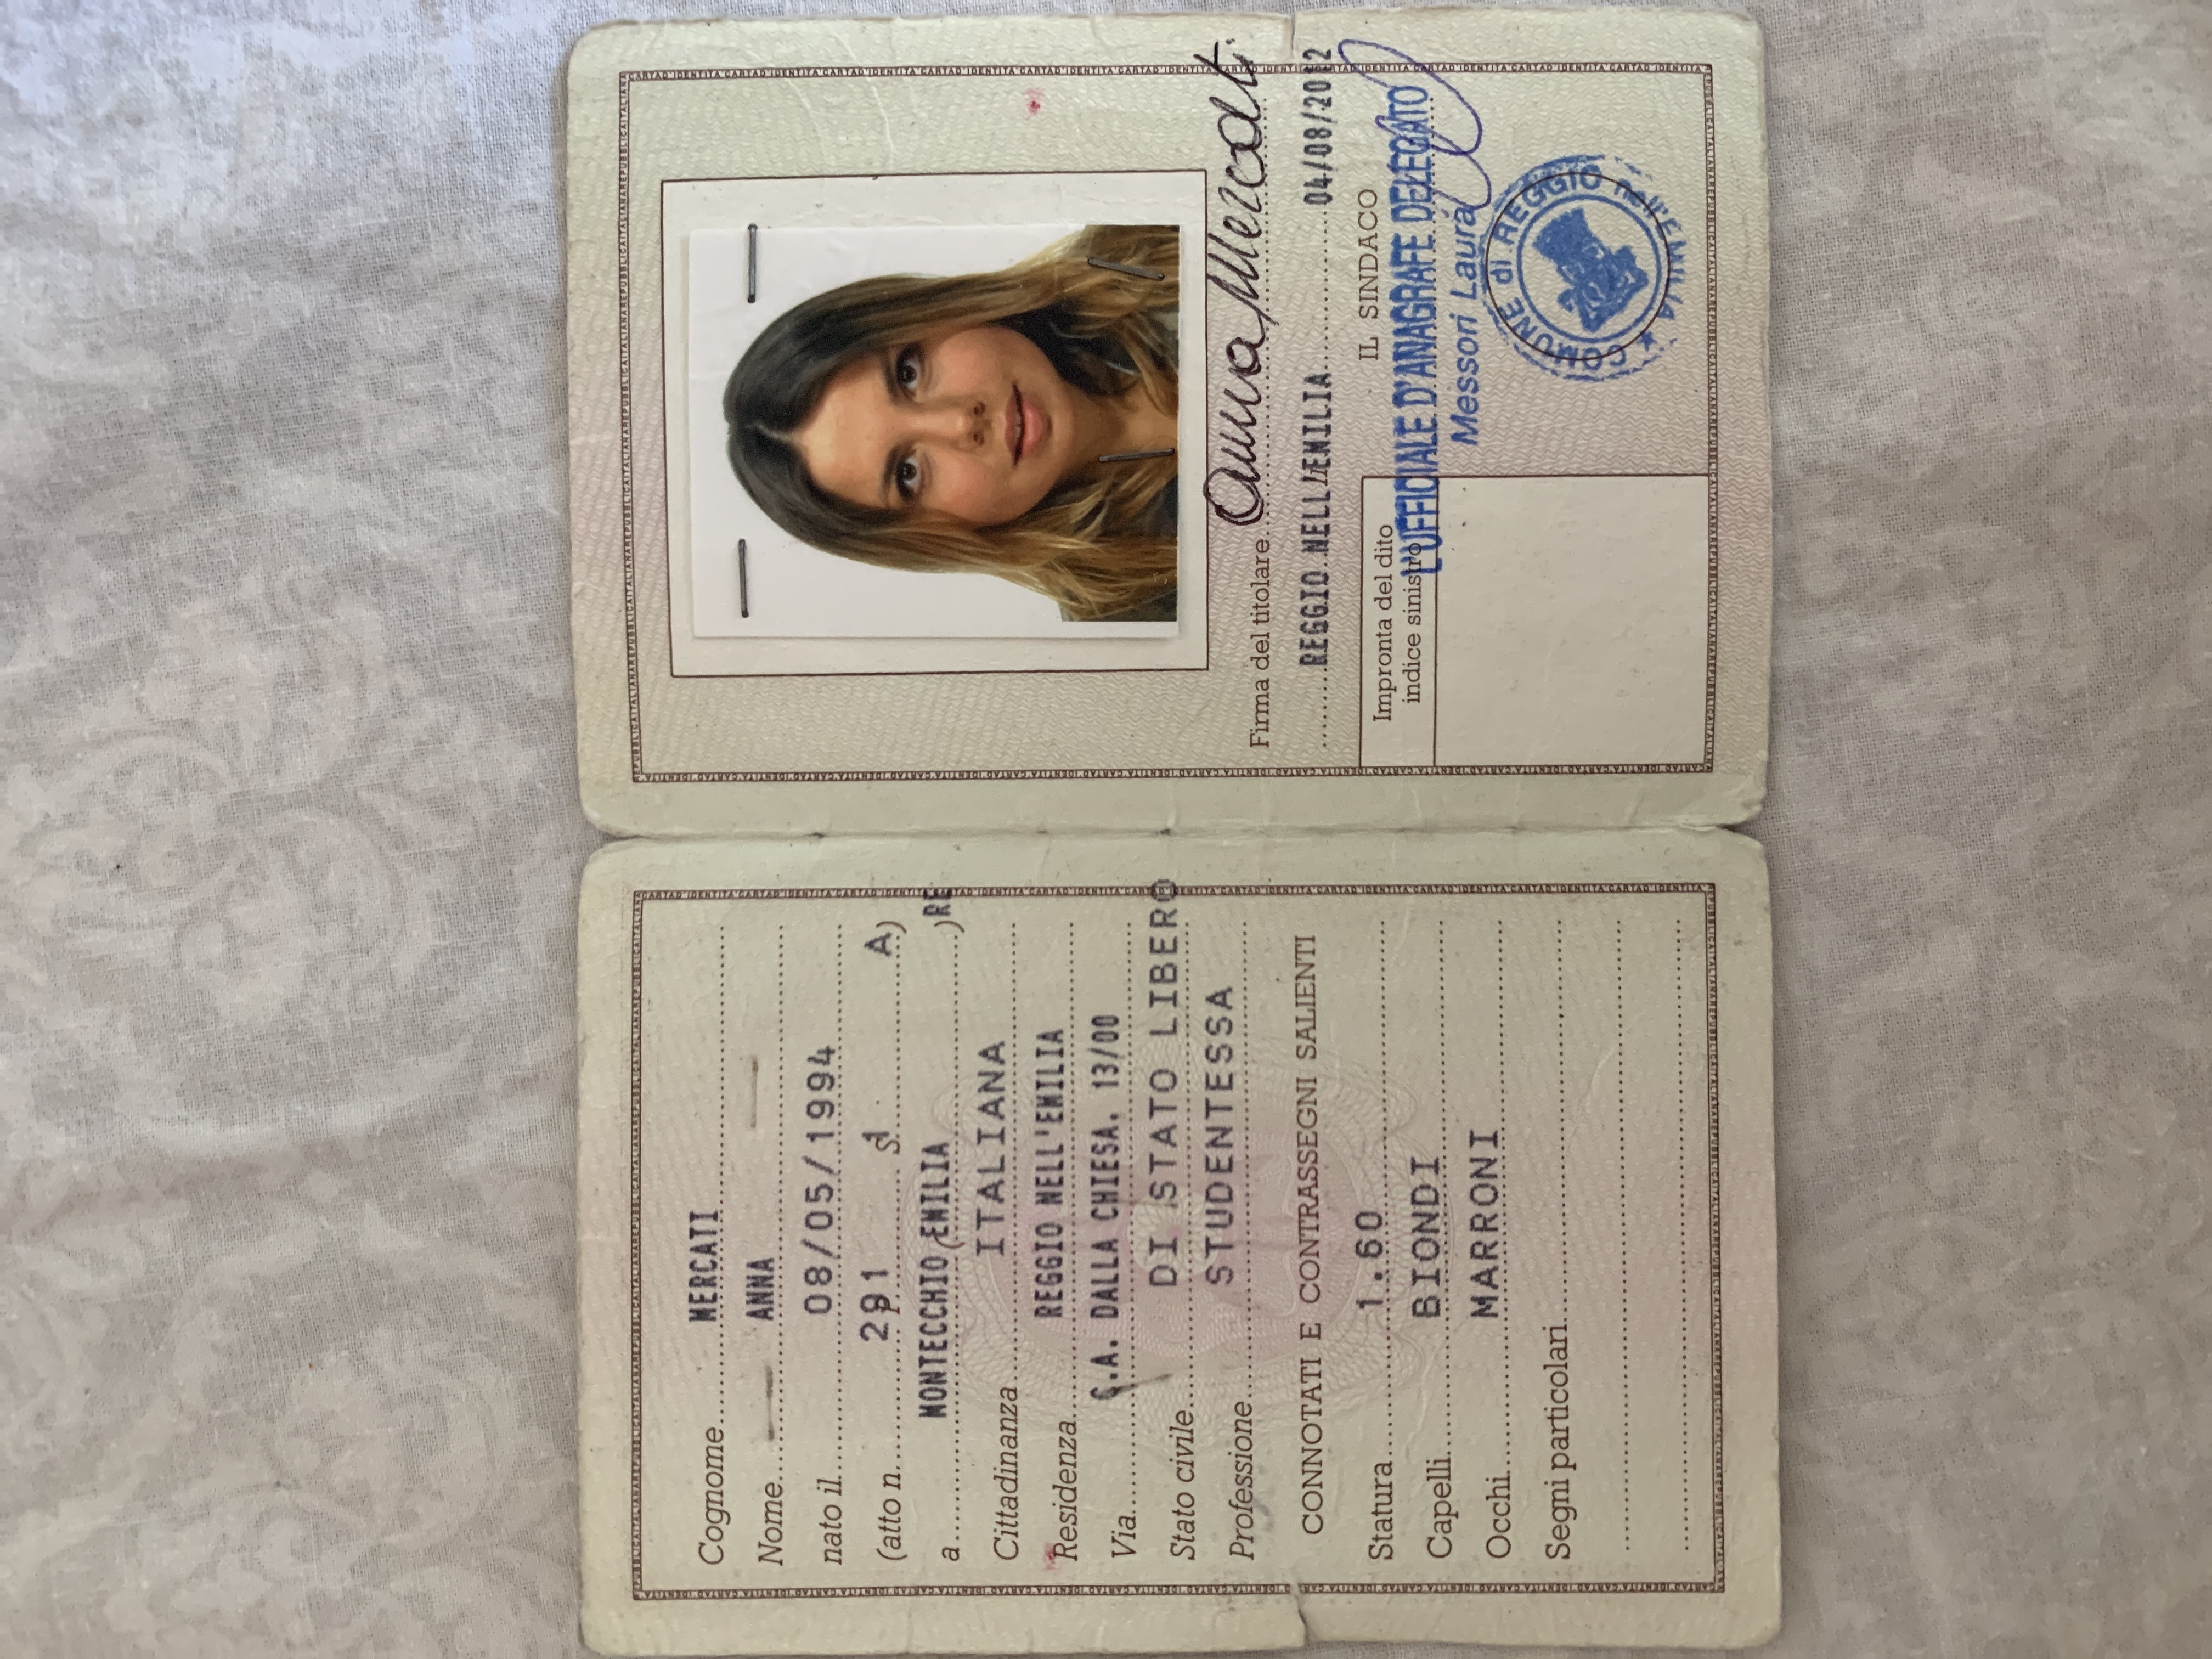 Cognome MERCATI
Nome ANNA
nato il 08/05/1994
(atto n. 291 P. 1 S. A)
a MONTECCHIO EMILIA ( ) RE
Cittadinanza ITALIANA
Residenza REGGIO NELL'EMILIA
Via C.A. DALLA CHIESA. 13/00
Stato civile DI STATO LIBERO
Professione STUDENTESSA
CONNOTATI E CONTRASSEGNI SALIENTI
Statura 1.60
Capelli BIONDI
Occhi MARRONI
Segni particolari
Firma del titolare Anna Mercati
REGGIO NELL'EMILIA 04/08/2012
IL SINDACO
Impronta del dito
indice sinistro
L'UFFICIALE D'ANAGRAFE DELEGATO
Messori Laura
COMUNE di REGGIO nell'EMILIA